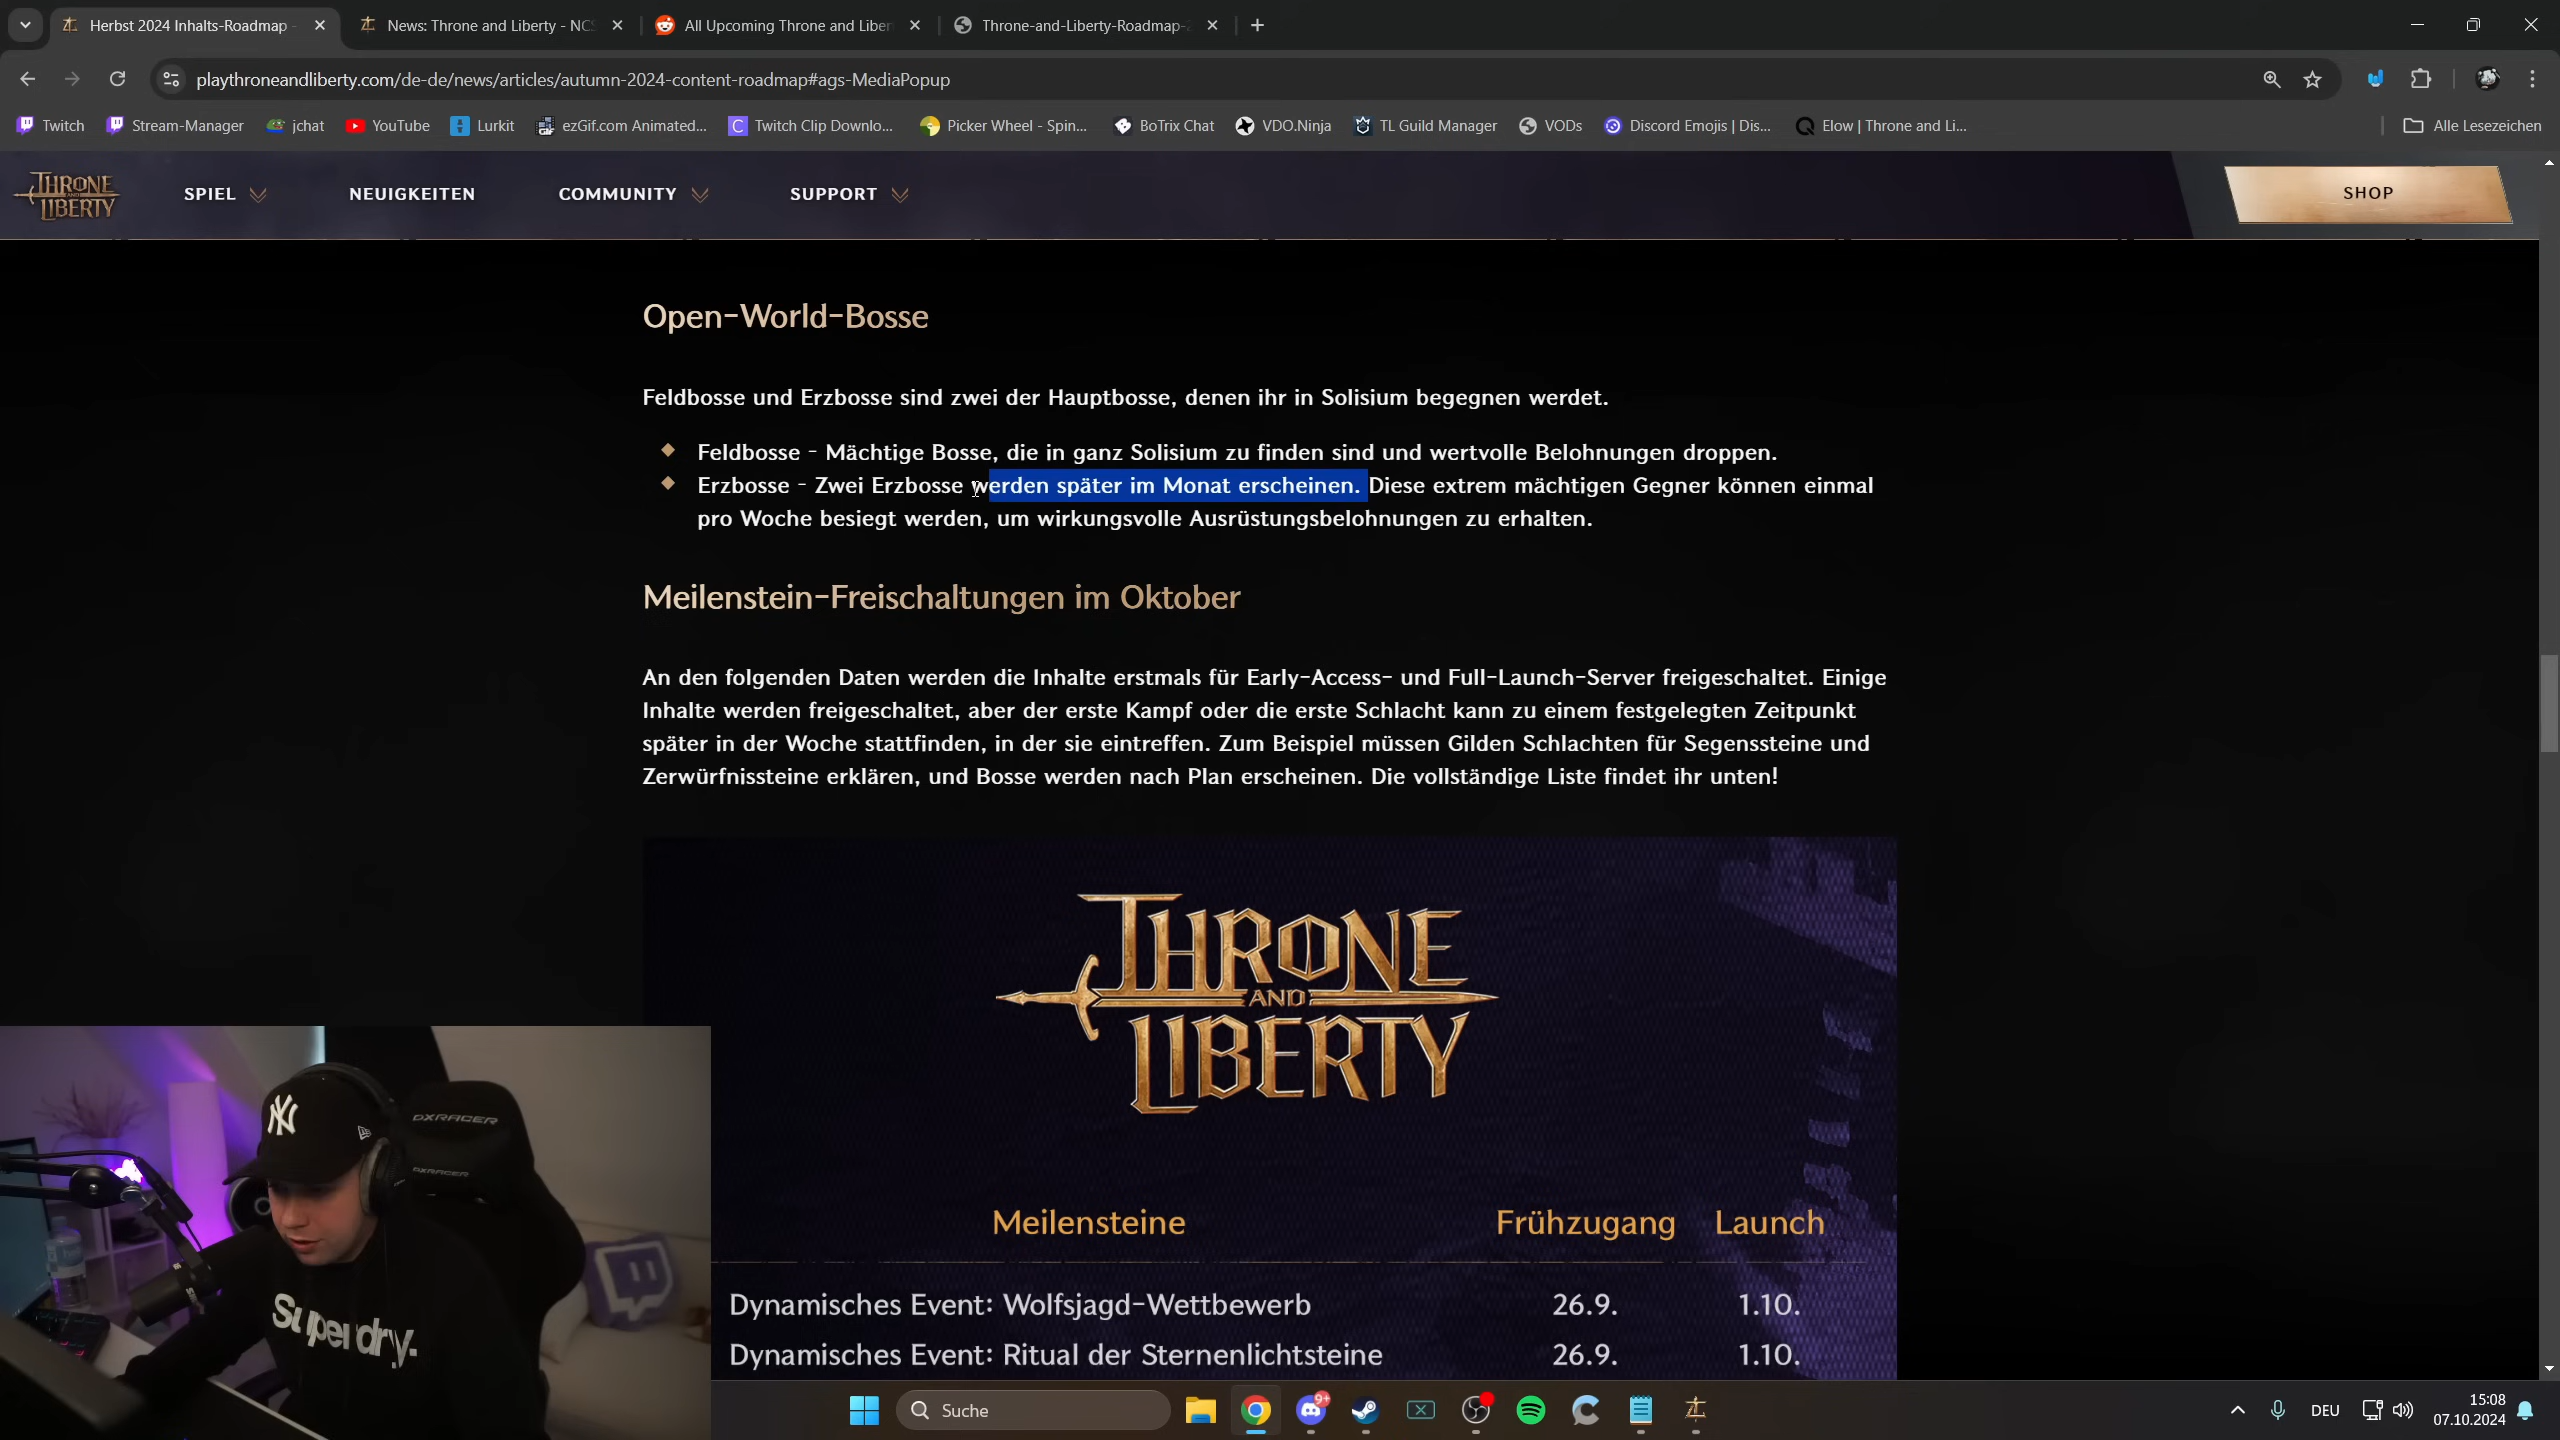 Herbst 2024 Inhalts-Roadmap -
News: Throne and Liberty - NCS
All Upcoming Throne and Liber
Throne-and-Liberty-Roadmap-
playthroneandliberty.com/de-de/news/articles/autumn-2024-content-roadmap#ags-MediaPopup
Twitch
Stream-Manager
jchat
YouTube
Lurkit
ezGif.com Animated...
Twitch Clip Downlo...
Picker Wheel - Spin...
BoTrix Chat
VDO.Ninja
TL Guild Manager
VODs
Discord Emojis | Dis...
Elow | Throne and Li...
Alle Lesezeichen
THRONE
AND
LIBERTY
SPIEL
NEUIGKEITEN
COMMUNITY
SUPPORT
SHOP
Open-World-Bosse
Feldbosse und Erzbosse sind zwei der Hauptbosse, denen ihr in Solisium begegnen werdet.
Feldbosse - Mächtige Bosse, die in ganz Solisium zu finden sind und wertvolle Belohnungen droppen.
Erzbosse - Zwei Erzbosse werden später im Monat erscheinen. Diese extrem mächtigen Gegner können einmal
pro Woche besiegt werden, um wirkungsvolle Ausrüstungsbelohnungen zu erhalten.
Meilenstein-Freischaltungen im Oktober
An den folgenden Daten werden die Inhalte erstmals für Early-Access- und Full-Launch-Server freigeschaltet. Einige
Inhalte werden freigeschaltet, aber der erste Kampf oder die erste Schlacht kann zu einem festgelegten Zeitpunkt
später in der Woche stattfinden, in der sie eintreffen. Zum Beispiel müssen Gilden Schlachten für Segenssteine und
Zerwürfnissteine erklären, und Bosse werden nach Plan erscheinen. Die vollständige Liste findet ihr unten!
THRONE
AND
LIBERTY
Meilensteine Frühzugang Launch
Dynamisches Event: Wolfsjagd-Wettbewerb 26.9. 1.10.
Dynamisches Event: Ritual der Sternenlichtsteine 26.9. 1.10.
NY
DXRACER
DXRACER
Superdry.
Suche
9+
DEU
15:08
07.10.2024